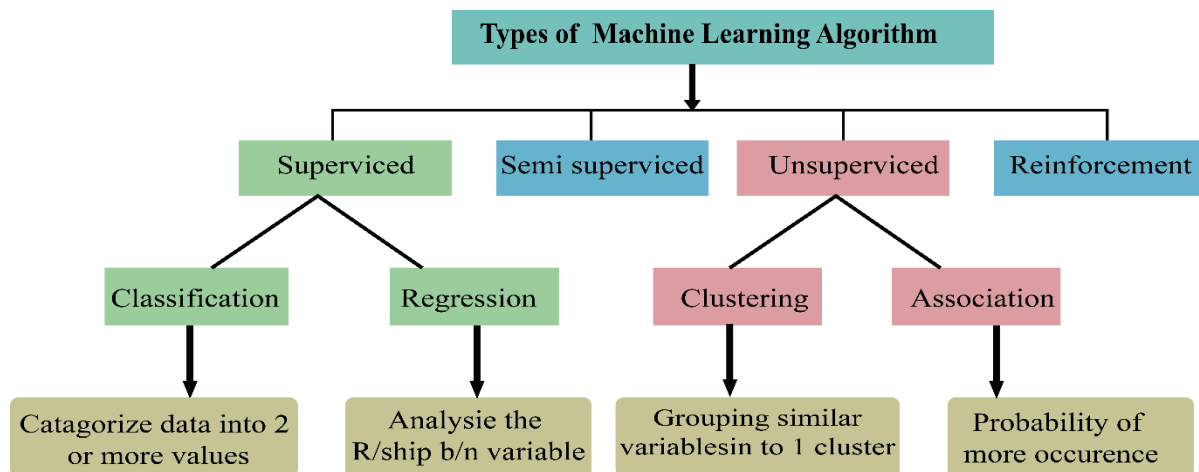 Types of Machine Learning Algorithm
Superviced
Semi superviced
Unsuperviced
Reinforcement
Classification
Regression
Clustering
Association
Catagorize data into 2
or more values
Analysie the
R/ship b/n variable
Grouping similar
variablesin to 1 cluster
Probability of
more occurence